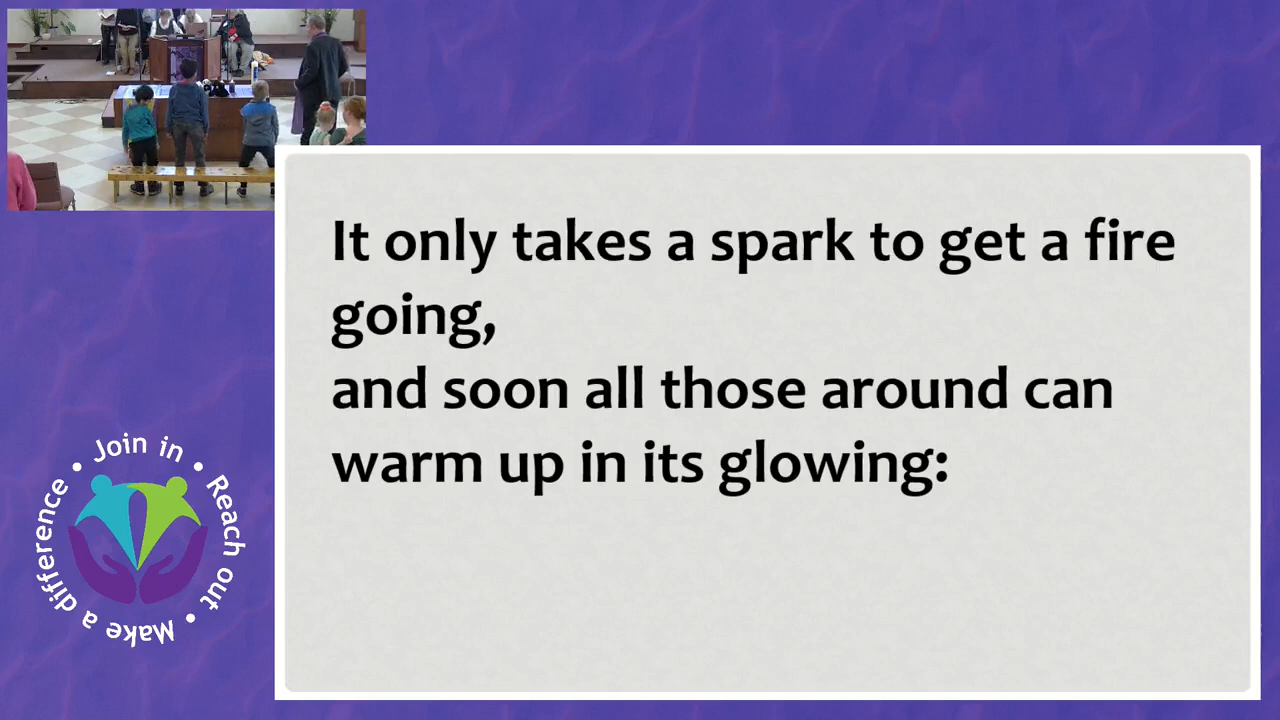 It only takes a spark to get a fire
going,
and soon all those around can
warm up in its glowing:
Join in • Reach out • Make a difference •